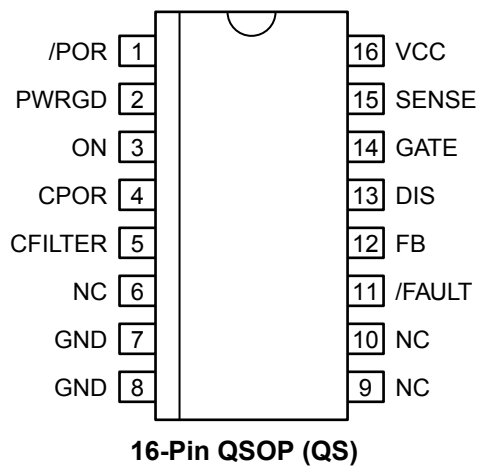 /POR 1 16 VCC
PWRGD 2 15 SENSE
ON 3 14 GATE
CPOR 4 13 DIS
CFILTER 5 12 FB
NC 6 11 /FAULT
GND 7 10 NC
GND 8 9 NC
16-Pin QSOP (QS)